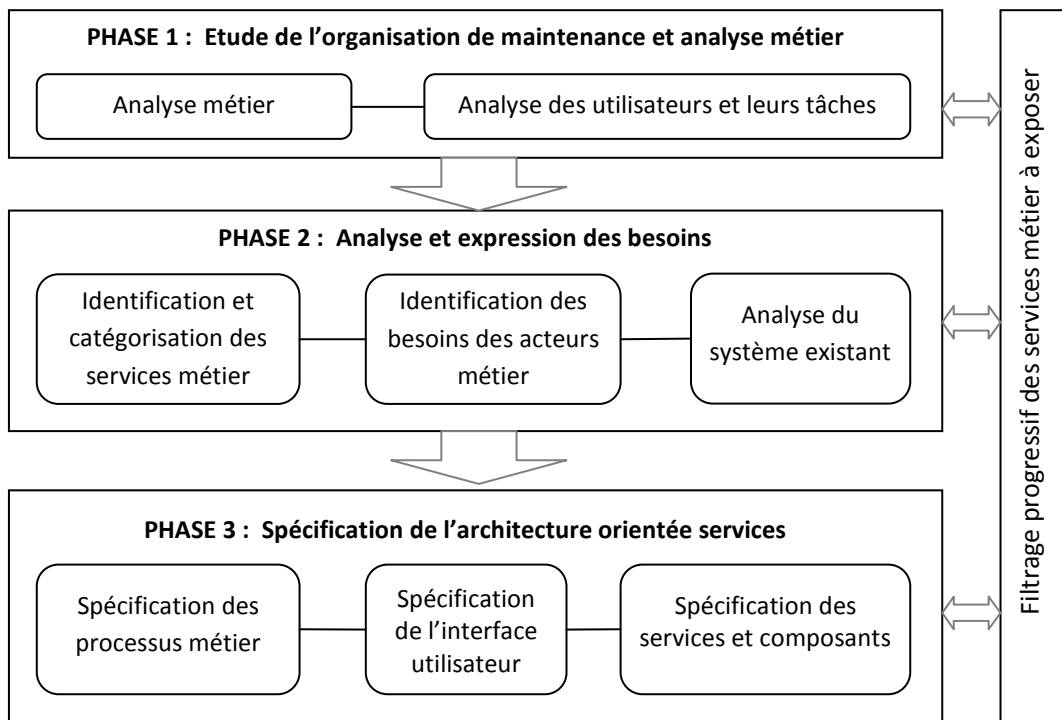 PHASE 1 : Etude de l’organisation de maintenance et analyse métier
Analyse métier
Analyse des utilisateurs et leurs tâches
PHASE 2 : Analyse et expression des besoins
Identification et
catégorisation des
services métier
Identification des
besoins des acteurs
métier
Analyse du
système existant
PHASE 3 : Spécification de l’architecture orientée services
Spécification des
processus métier
Spécification
de l’interface
utilisateur
Spécification des
services et composants
Filtrage progressif des services métier à exposer